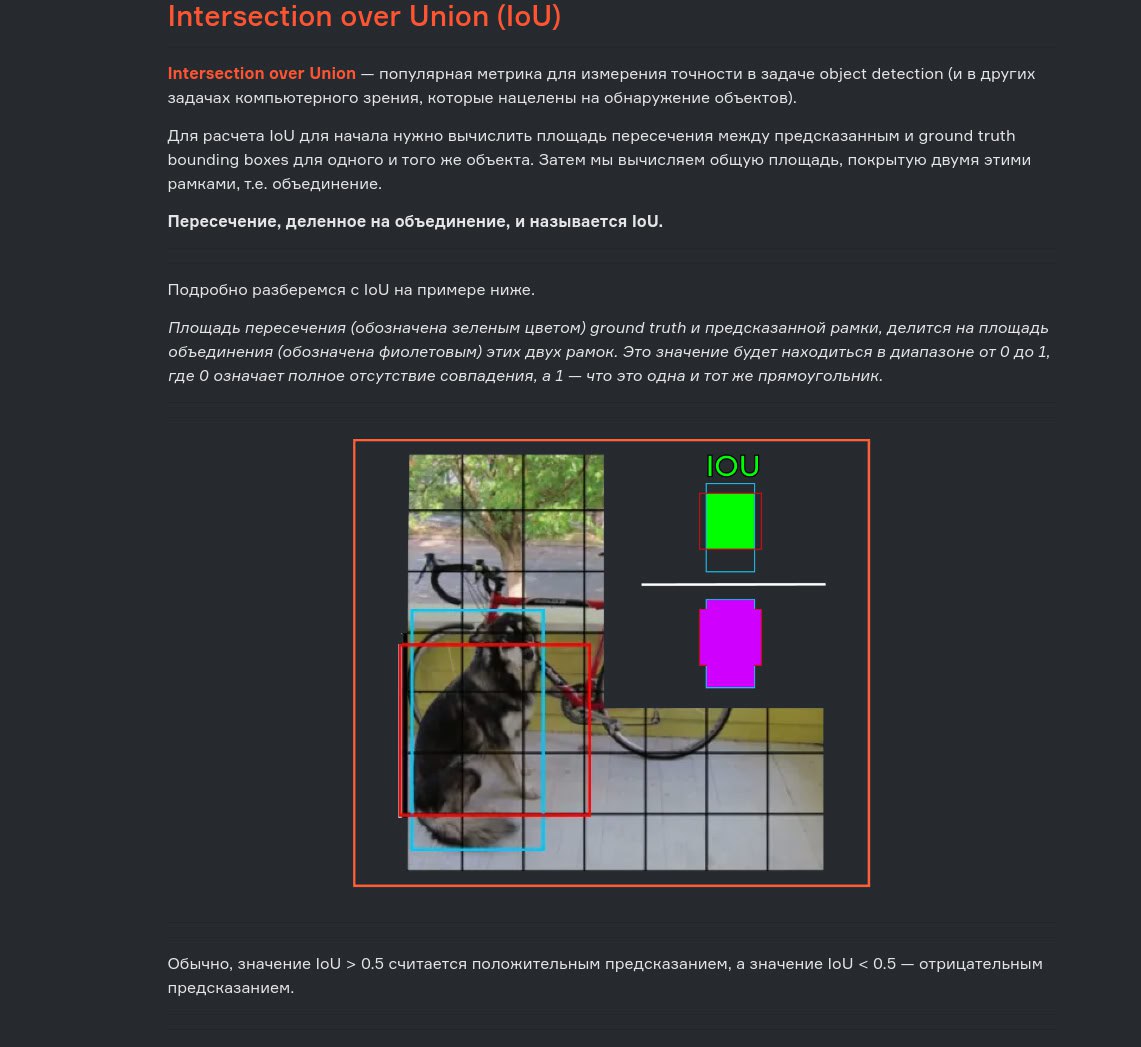 Intersection over Union (IoU)
Intersection over Union — популярная метрика для измерения точности в задаче object detection (и в других
задачах компьютерного зрения, которые нацелены на обнаружение объектов).
Для расчета IoU для начала нужно вычислить площадь пересечения между предсказанным и ground truth
bounding boxes для одного и того же объекта. Затем мы вычисляем общую площадь, покрытую двумя этими
рамками, т.е. объединение.
Пересечение, деленное на объединение, и называется IoU.
Подробно разберемся с IoU на примере ниже.
Площадь пересечения (обозначена зеленым цветом) ground truth и предсказанной рамки, делится на площадь
объединения (обозначена фиолетовым) этих двух рамок. Это значение будет находиться в диапазоне от 0 до 1,
где 0 означает полное отсутствие совпадения, а 1 — что это одна и тот же прямоугольник.
IOU
Обычно, значение IoU > 0.5 считается положительным предсказанием, а значение IoU < 0.5 — отрицательным
предсказанием.